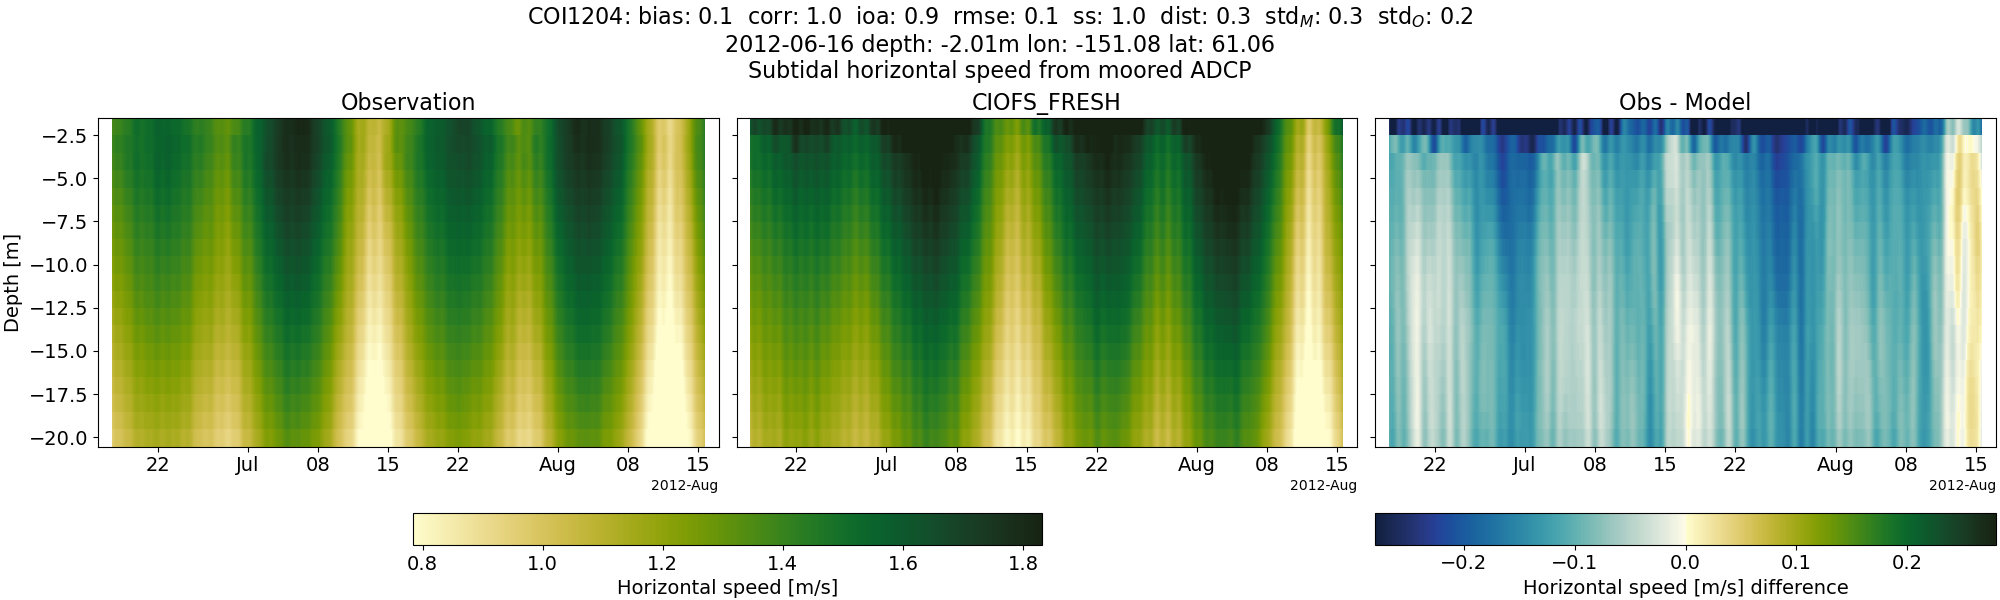 COI1204: bias: 0.1 corr: 1.0 ioa: 0.9 rmse: 0.1 ss: 1.0 dist: 0.3 std_M: 0.3 std_O: 0.2
2012-06-16 depth: -2.01m lon: -151.08 lat: 61.06
Subtidal horizontal speed from moored ADCP
Observation
CIOFS_FRESH
Obs - Model
Depth [m]
−2.5
−5.0
−7.5
−10.0
−12.5
−15.0
−17.5
−20.0
22 Jul 08 15 22 Aug 08 15
2012-Aug
22 Jul 08 15 22 Aug 08 15
2012-Aug
22 Jul 08 15 22 Aug 08 15
2012-Aug
0.8 1.0 1.2 1.4 1.6 1.8
Horizontal speed [m/s]
−0.2 −0.1 0.0 0.1 0.2
Horizontal speed [m/s] difference